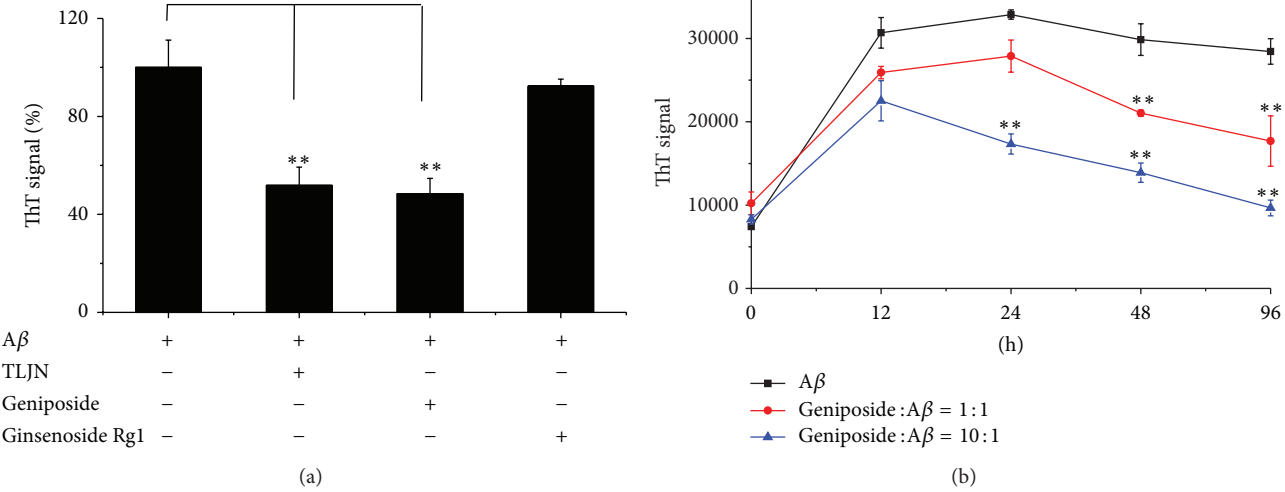 120
80
40
0
ThT signal (%)
** **
Aβ + + + +
TLJN − + − −
Geniposide − − + −
Ginsenoside Rg1 − − − +
(a)
30000
20000
10000
0
ThT signal
** ** **
** ** **
0 12 24 48 96
(h)
Aβ
Geniposide :Aβ = 1 : 1
Geniposide :Aβ = 10 : 1
(b)